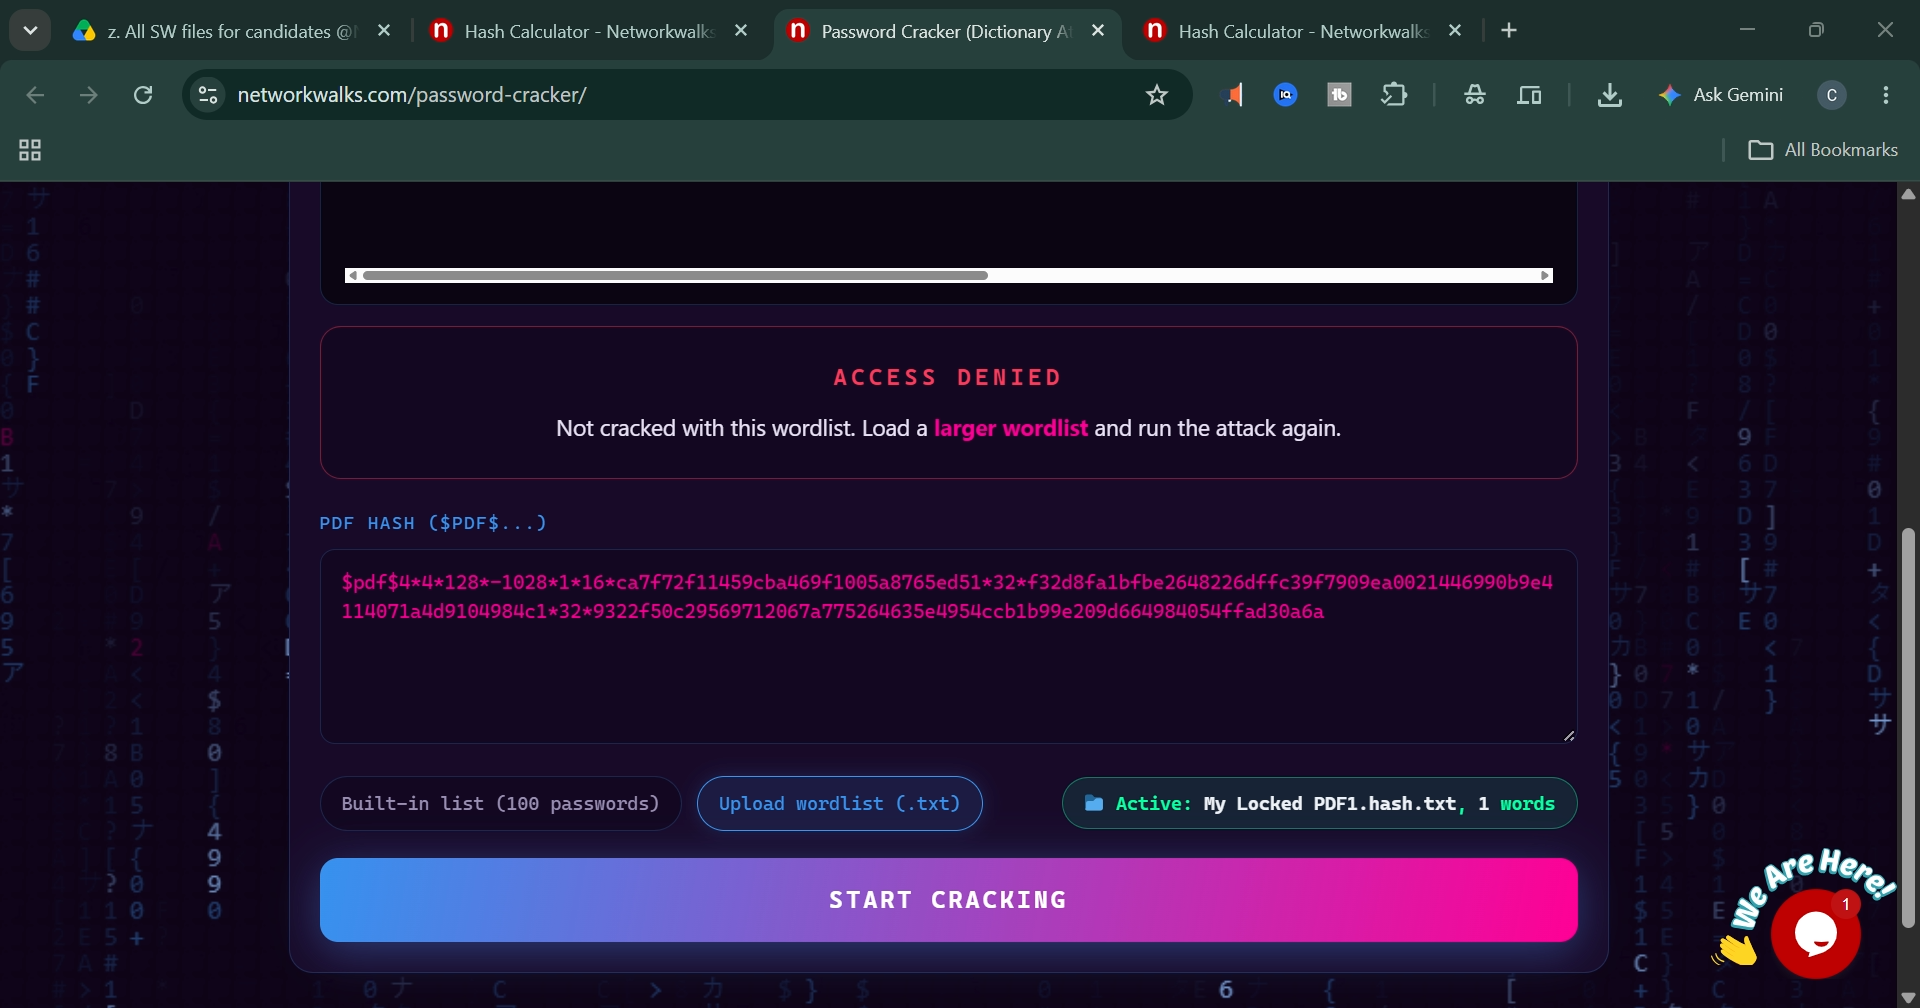 z. All SW files for candidates @N
Hash Calculator - Networkwalks
Password Cracker (Dictionary At
Hash Calculator - Networkwalks
networkwalks.com/password-cracker/
Ask Gemini
C
All Bookmarks
ACCESS DENIED
Not cracked with this wordlist. Load a larger wordlist and run the attack again.
PDF HASH ($PDF$...)
$pdf$4*4*128*-1028*1*16*ca7f72f11459cba469f1005a8765ed51*32*f32d8fa1bfbe2648226dffc39f7909ea0021446990b9e4
114071a4d9104984c1*32*9322f50c29569712067a775264635e4954ccb1b99e209d664984054ffad30a6a
Built-in list (100 passwords)
Upload wordlist (.txt)
Active: My Locked PDF1.hash.txt, 1 words
START CRACKING
We Are Here!
1